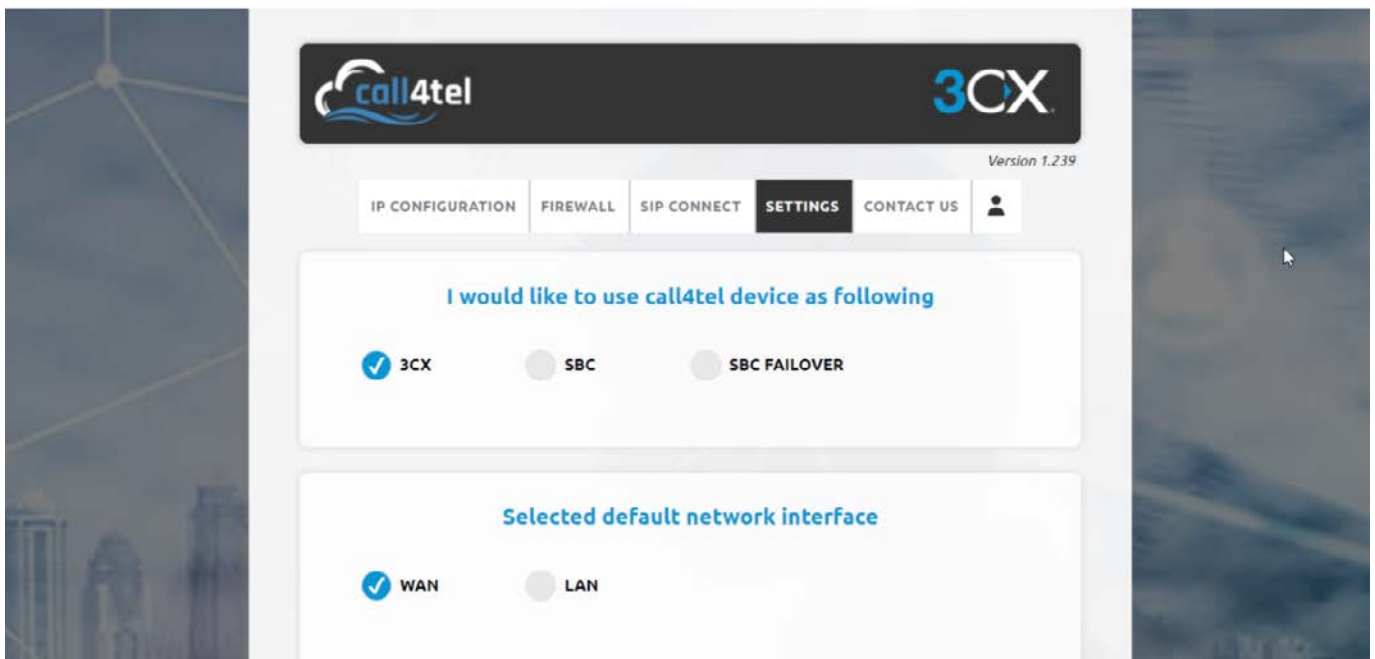 call4tel
3CX
Version 1.239
IP CONFIGURATION FIREWALL SIP CONNECT SETTINGS CONTACT US
I would like to use call4tel device as following
3CX SBC SBC FAILOVER
Selected default network interface
WAN LAN